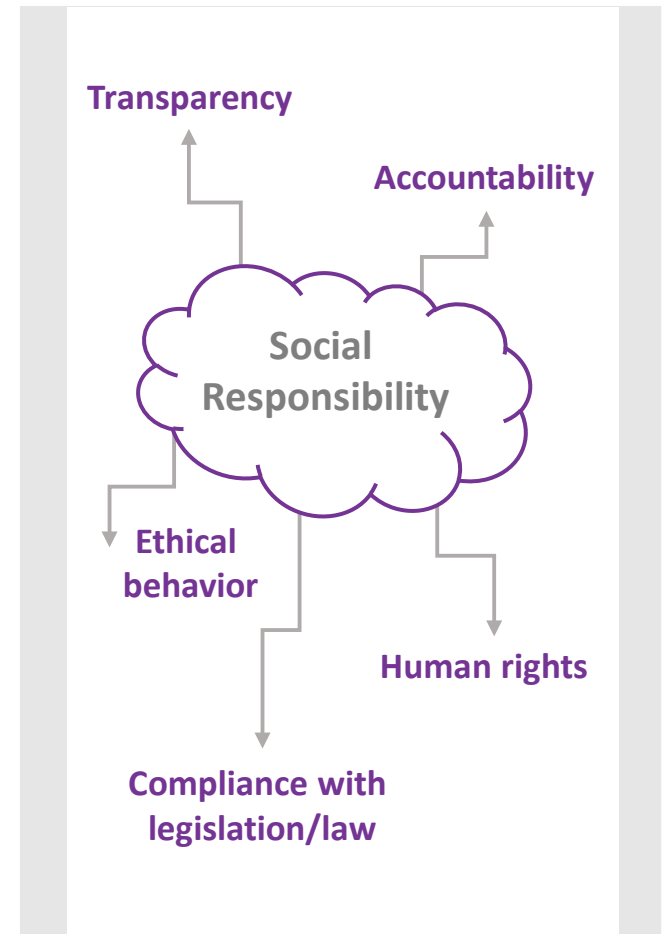 Transparency
Accountability
Social
Responsibility
Ethical
behavior
Human rights
Compliance with
legislation/law